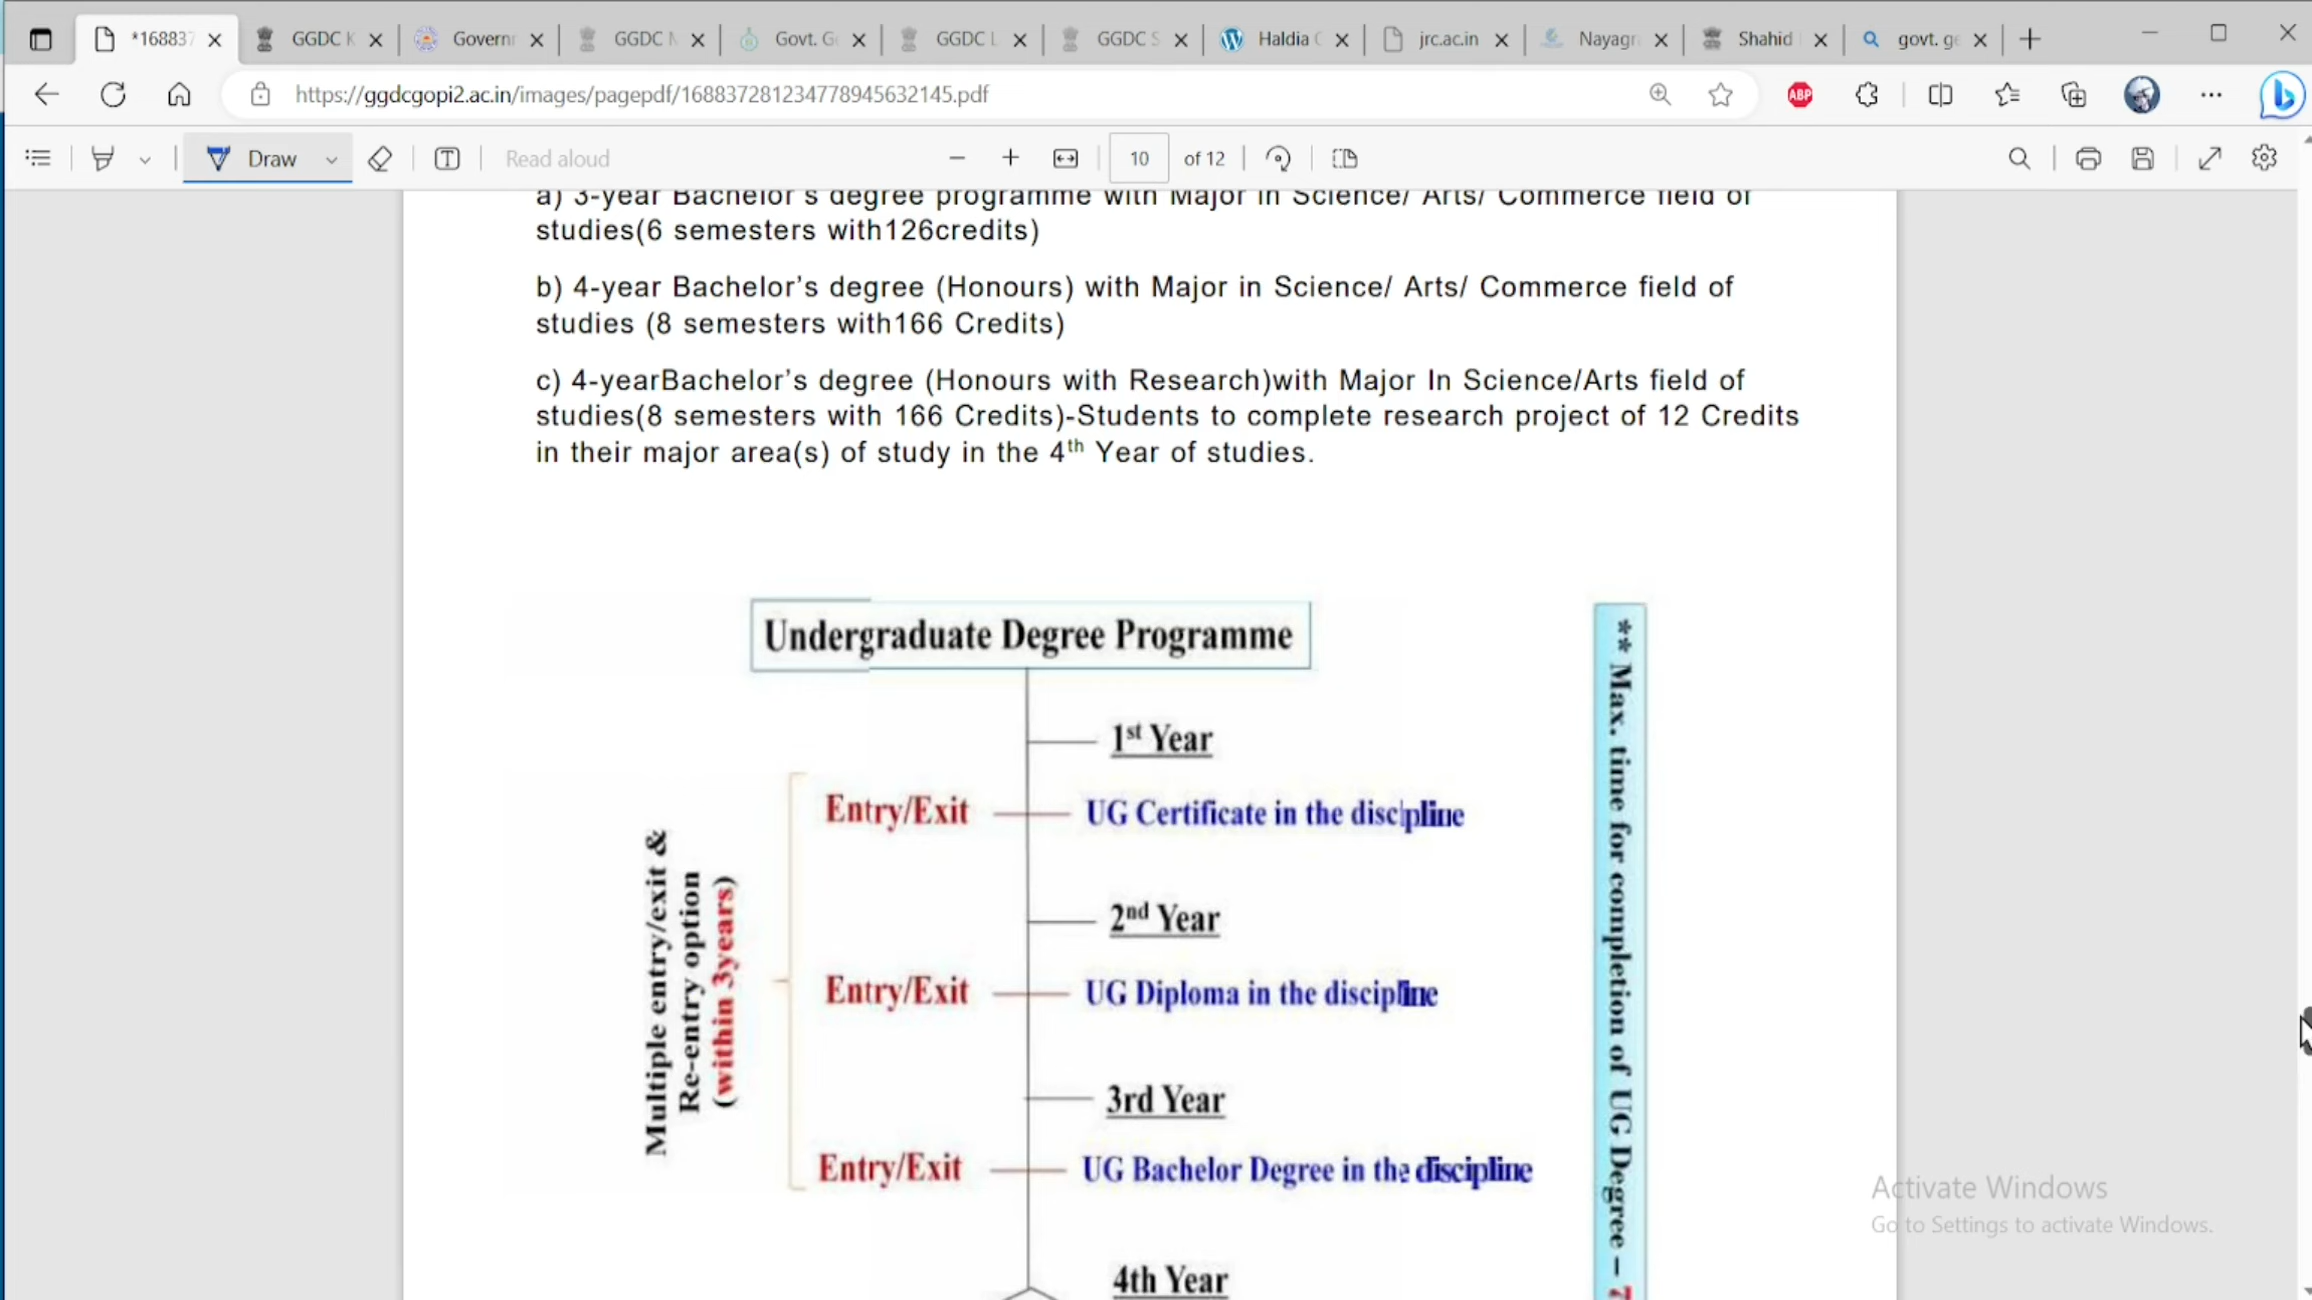 *16883
GGDC K
Governm
GGDC N
Govt. G
GGDC L
GGDC S
Haldia C
jrc.ac.in
Nayagr
Shahid
govt. ge
https://ggdcgopi2.ac.in/images/pagepdf/168837281234778945632145.pdf
ABP
Draw
Read aloud
10 of 12
a) 3-year Bachelor's degree programme with Major in Science/ Arts/ Commerce field of
studies(6 semesters with126credits)
b) 4-year Bachelor’s degree (Honours) with Major in Science/ Arts/ Commerce field of
studies (8 semesters with166 Credits)
c) 4-yearBachelor’s degree (Honours with Research)with Major In Science/Arts field of
studies(8 semesters with 166 Credits)-Students to complete research project of 12 Credits
in their major area(s) of study in the 4th Year of studies.
Undergraduate Degree Programme
1st Year
Entry/Exit
UG Certificate in the discipline
2nd Year
Entry/Exit
UG Diploma in the discipline
3rd Year
Entry/Exit
UG Bachelor Degree in the discipline
4th Year
Multiple entry/exit &
Re-entry option
(within 3years)
** Max. time for completion of UG Degree – 7
Activate Windows
Go to Settings to activate Windows.